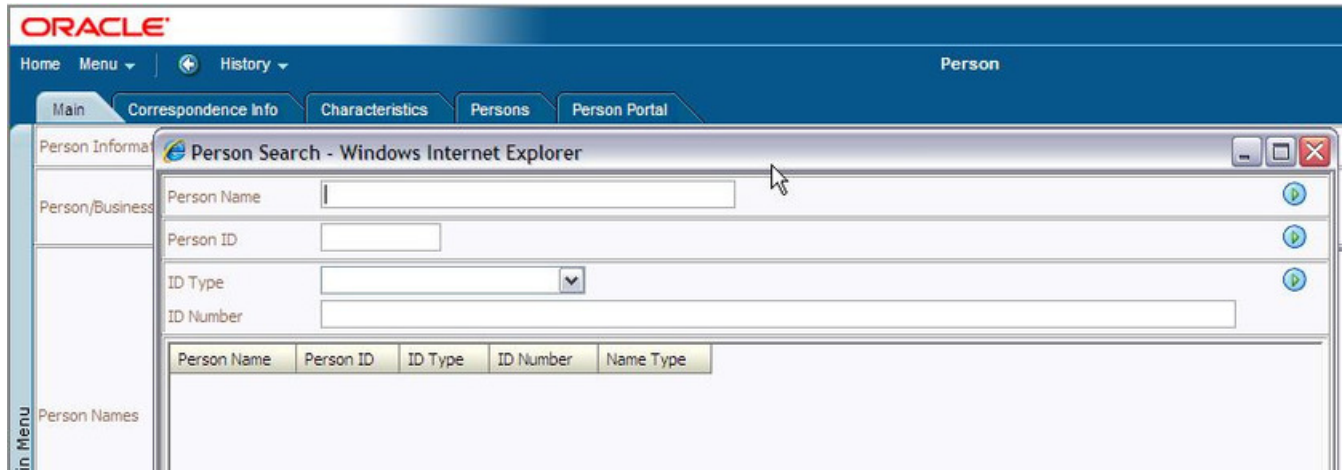 ORACLE
Home Menu History Person
Main Correspondence Info Characteristics Persons Person Portal
Person Informat
Person Search - Windows Internet Explorer
Person/Business
Person Name
Person ID
ID Type
ID Number
Person Name Person ID ID Type ID Number Name Type
Person Names
in Menu